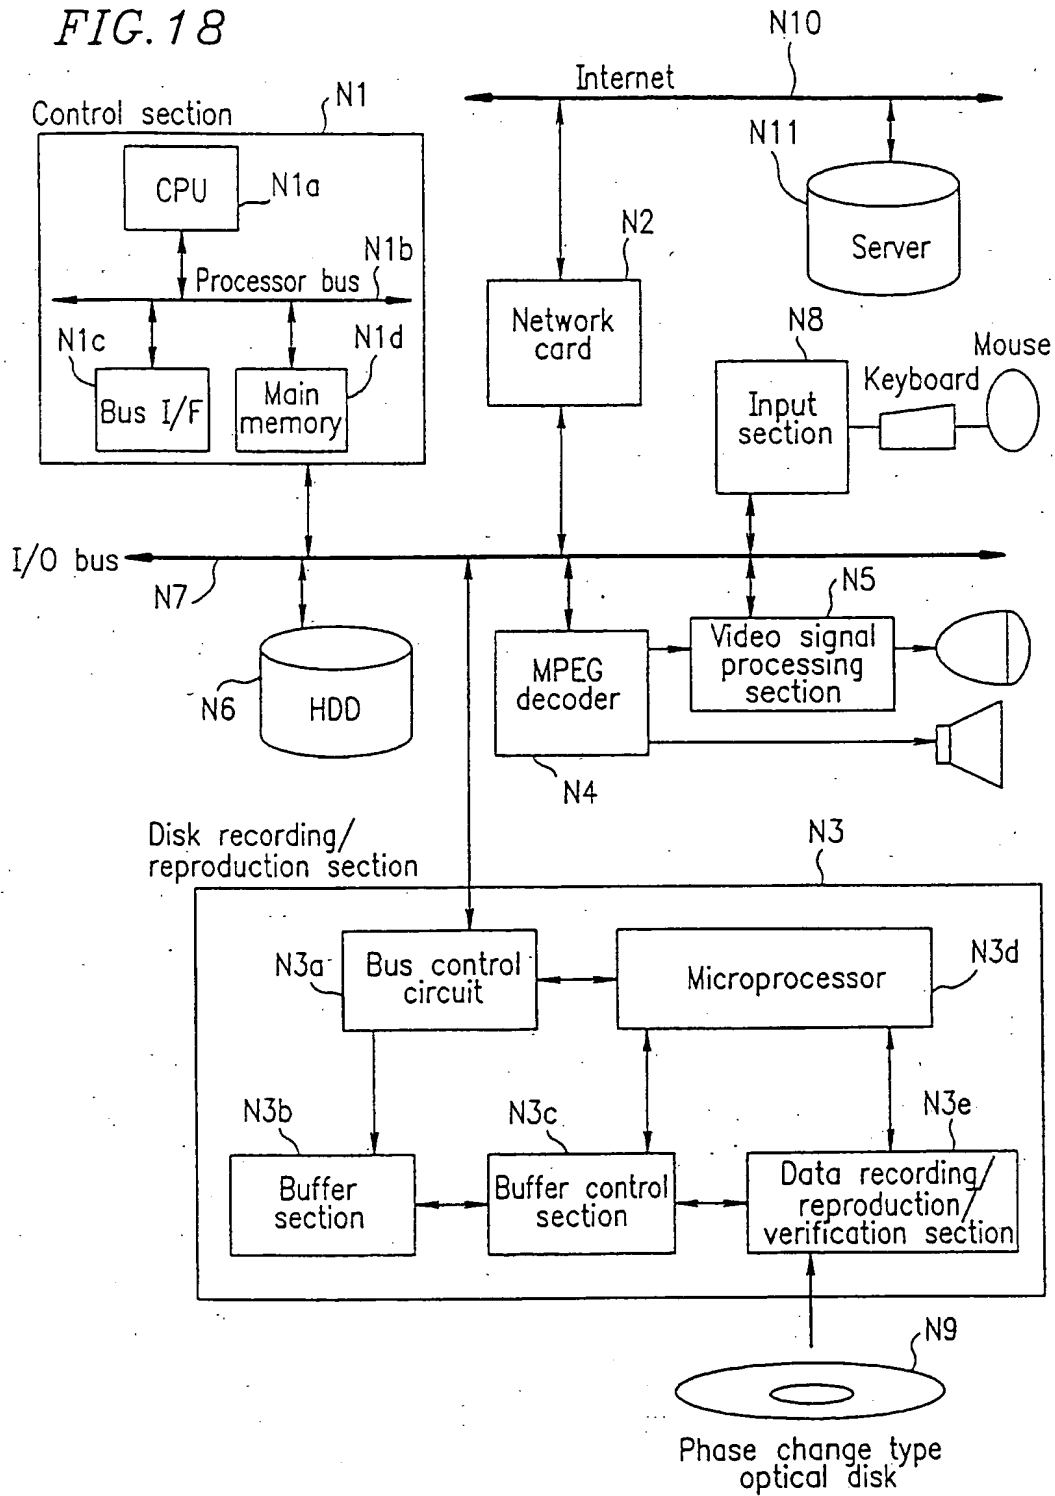 FIG.18
N10
Internet
N1
Control section
N11
CPU
N1a
Server
N2
N1b
Processor bus
Network
card
N8
Mouse
N1c
N1d
Keyboard
Bus I/F
Main
memory
Input
section
I/O bus
N7
N5
Video signal
processing
section
MPEG
decoder
N6
HDD
N4
Disk recording/
reproduction section
N3
N3a
Bus control
circuit
Microprocessor
N3d
N3b
N3c
N3e
Buffer
section
Buffer control
section
Data recording/
reproduction/
verification section
N9
Phase change type
optical disk